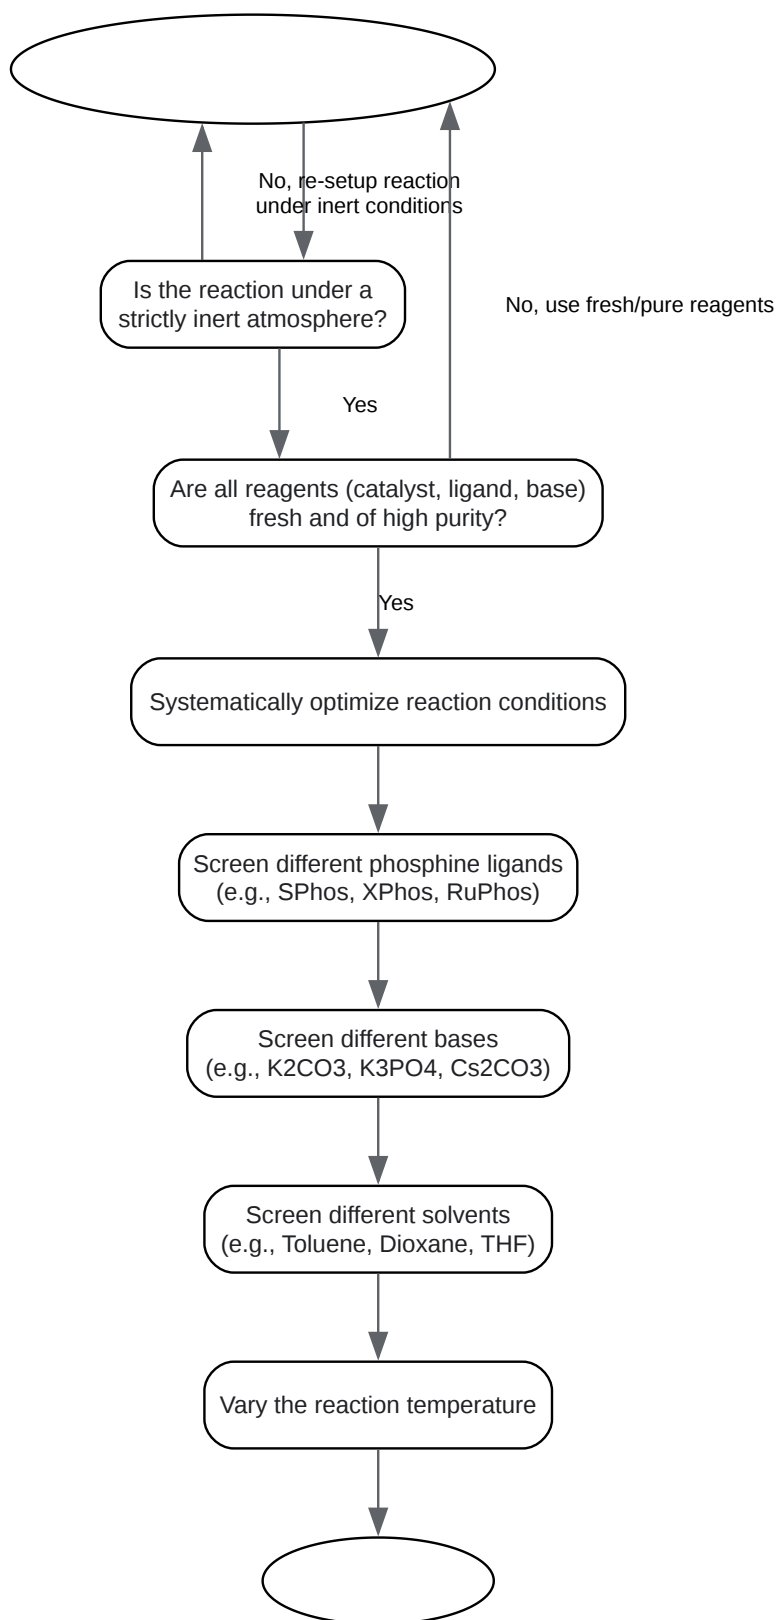 No, re-setup reaction
under inert conditions
Is the reaction under a
strictly inert atmosphere?
No, use fresh/pure reagents
Yes
Are all reagents (catalyst, ligand, base)
fresh and of high purity?
Yes
Systematically optimize reaction conditions
Screen different phosphine ligands
(e.g., SPhos, XPhos, RuPhos)
Screen different bases
(e.g., K2CO3, K3PO4, Cs2CO3)
Screen different solvents
(e.g., Toluene, Dioxane, THF)
Vary the reaction temperature